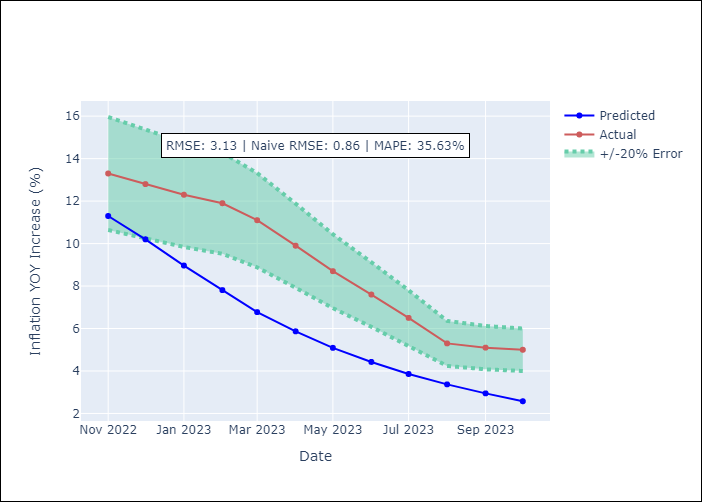 RMSE: 3.13 | Naive RMSE: 0.86 | MAPE: 35.63%
Predicted
Actual
+/-20% Error
Inflation YOY Increase (%)
16
14
12
10
8
6
4
2
Nov 2022
Jan 2023
Mar 2023
May 2023
Jul 2023
Sep 2023
Date